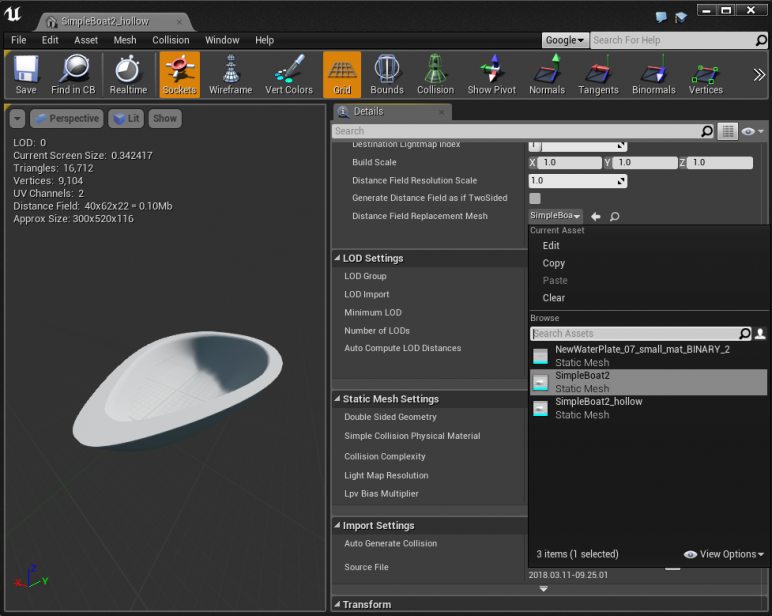 SimpleBoat2_hollow
File Edit Asset Mesh Collision Window Help
Google Search For Help
Save Find in CB Realtime Sockets Wireframe Vert Colors Grid Bounds Collision Show Pivot Normals Tangents Binormals Vertices
Perspective Lit Show
LOD: 0
Current Screen Size: 0.342417
Triangles: 16,712
Vertices: 9,104
UV Channels: 2
Distance Field: 40x62x22 = 0.10Mb
Approx Size: 300x520x116
X
Z
Y
Details
Search
Destination Lightmap Index 1
Build Scale X 1.0 Y 1.0 Z 1.0
Distance Field Resolution Scale 1.0
Generate Distance Field as if TwoSided
Distance Field Replacement Mesh SimpleBoa
Current Asset
Edit
Copy
Paste
Clear
Browse
Search Assets
NewWaterPlate_07_small_mat_BINARY_2
Static Mesh
SimpleBoat2
Static Mesh
SimpleBoat2_hollow
Static Mesh
3 items (1 selected) View Options
LOD Settings
LOD Group
LOD Import
Minimum LOD
Number of LODs
Auto Compute LOD Distances
Static Mesh Settings
Double Sided Geometry
Simple Collision Physical Material
Collision Complexity
Light Map Resolution
Lpv Bias Multiplier
Import Settings
Auto Generate Collision
Source File
2018.03.11-09.25.01
Transform